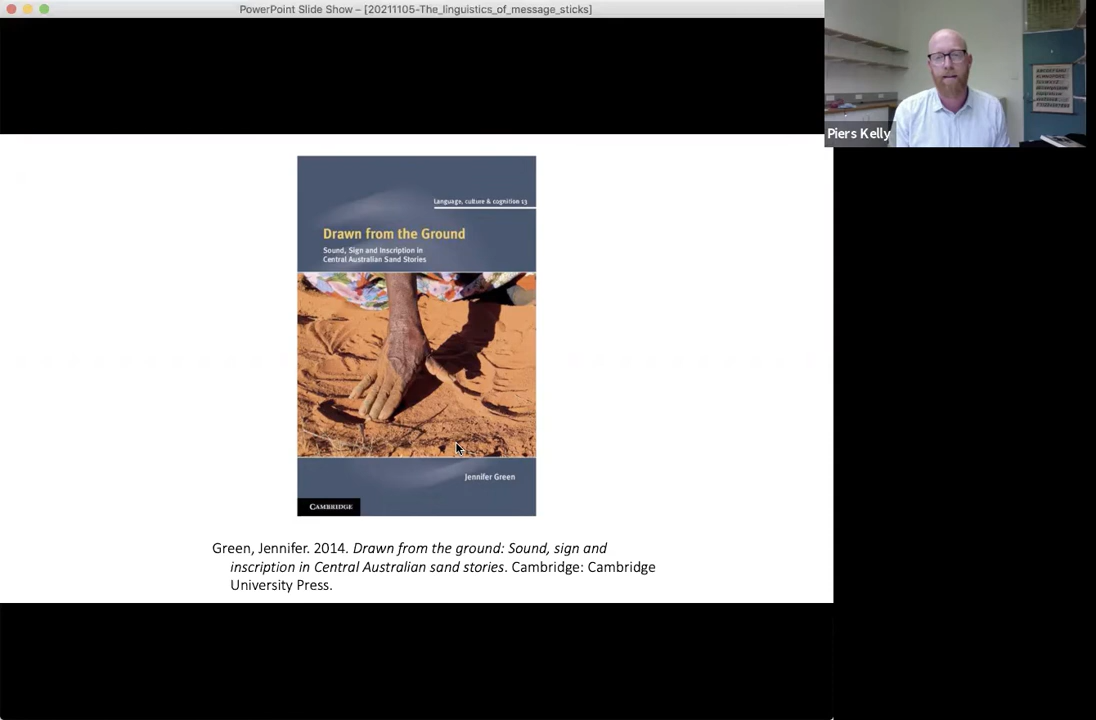 PowerPoint Slide Show – [20211105-The_linguistics_of_message_sticks]
Piers Kelly
Language, culture & cognition 13
Drawn from the Ground
Sound, Sign and Inscription in
Central Australian Sand Stories
Jennifer Green
CAMBRIDGE
Green, Jennifer. 2014. Drawn from the ground: Sound, sign and
inscription in Central Australian sand stories. Cambridge: Cambridge
University Press.